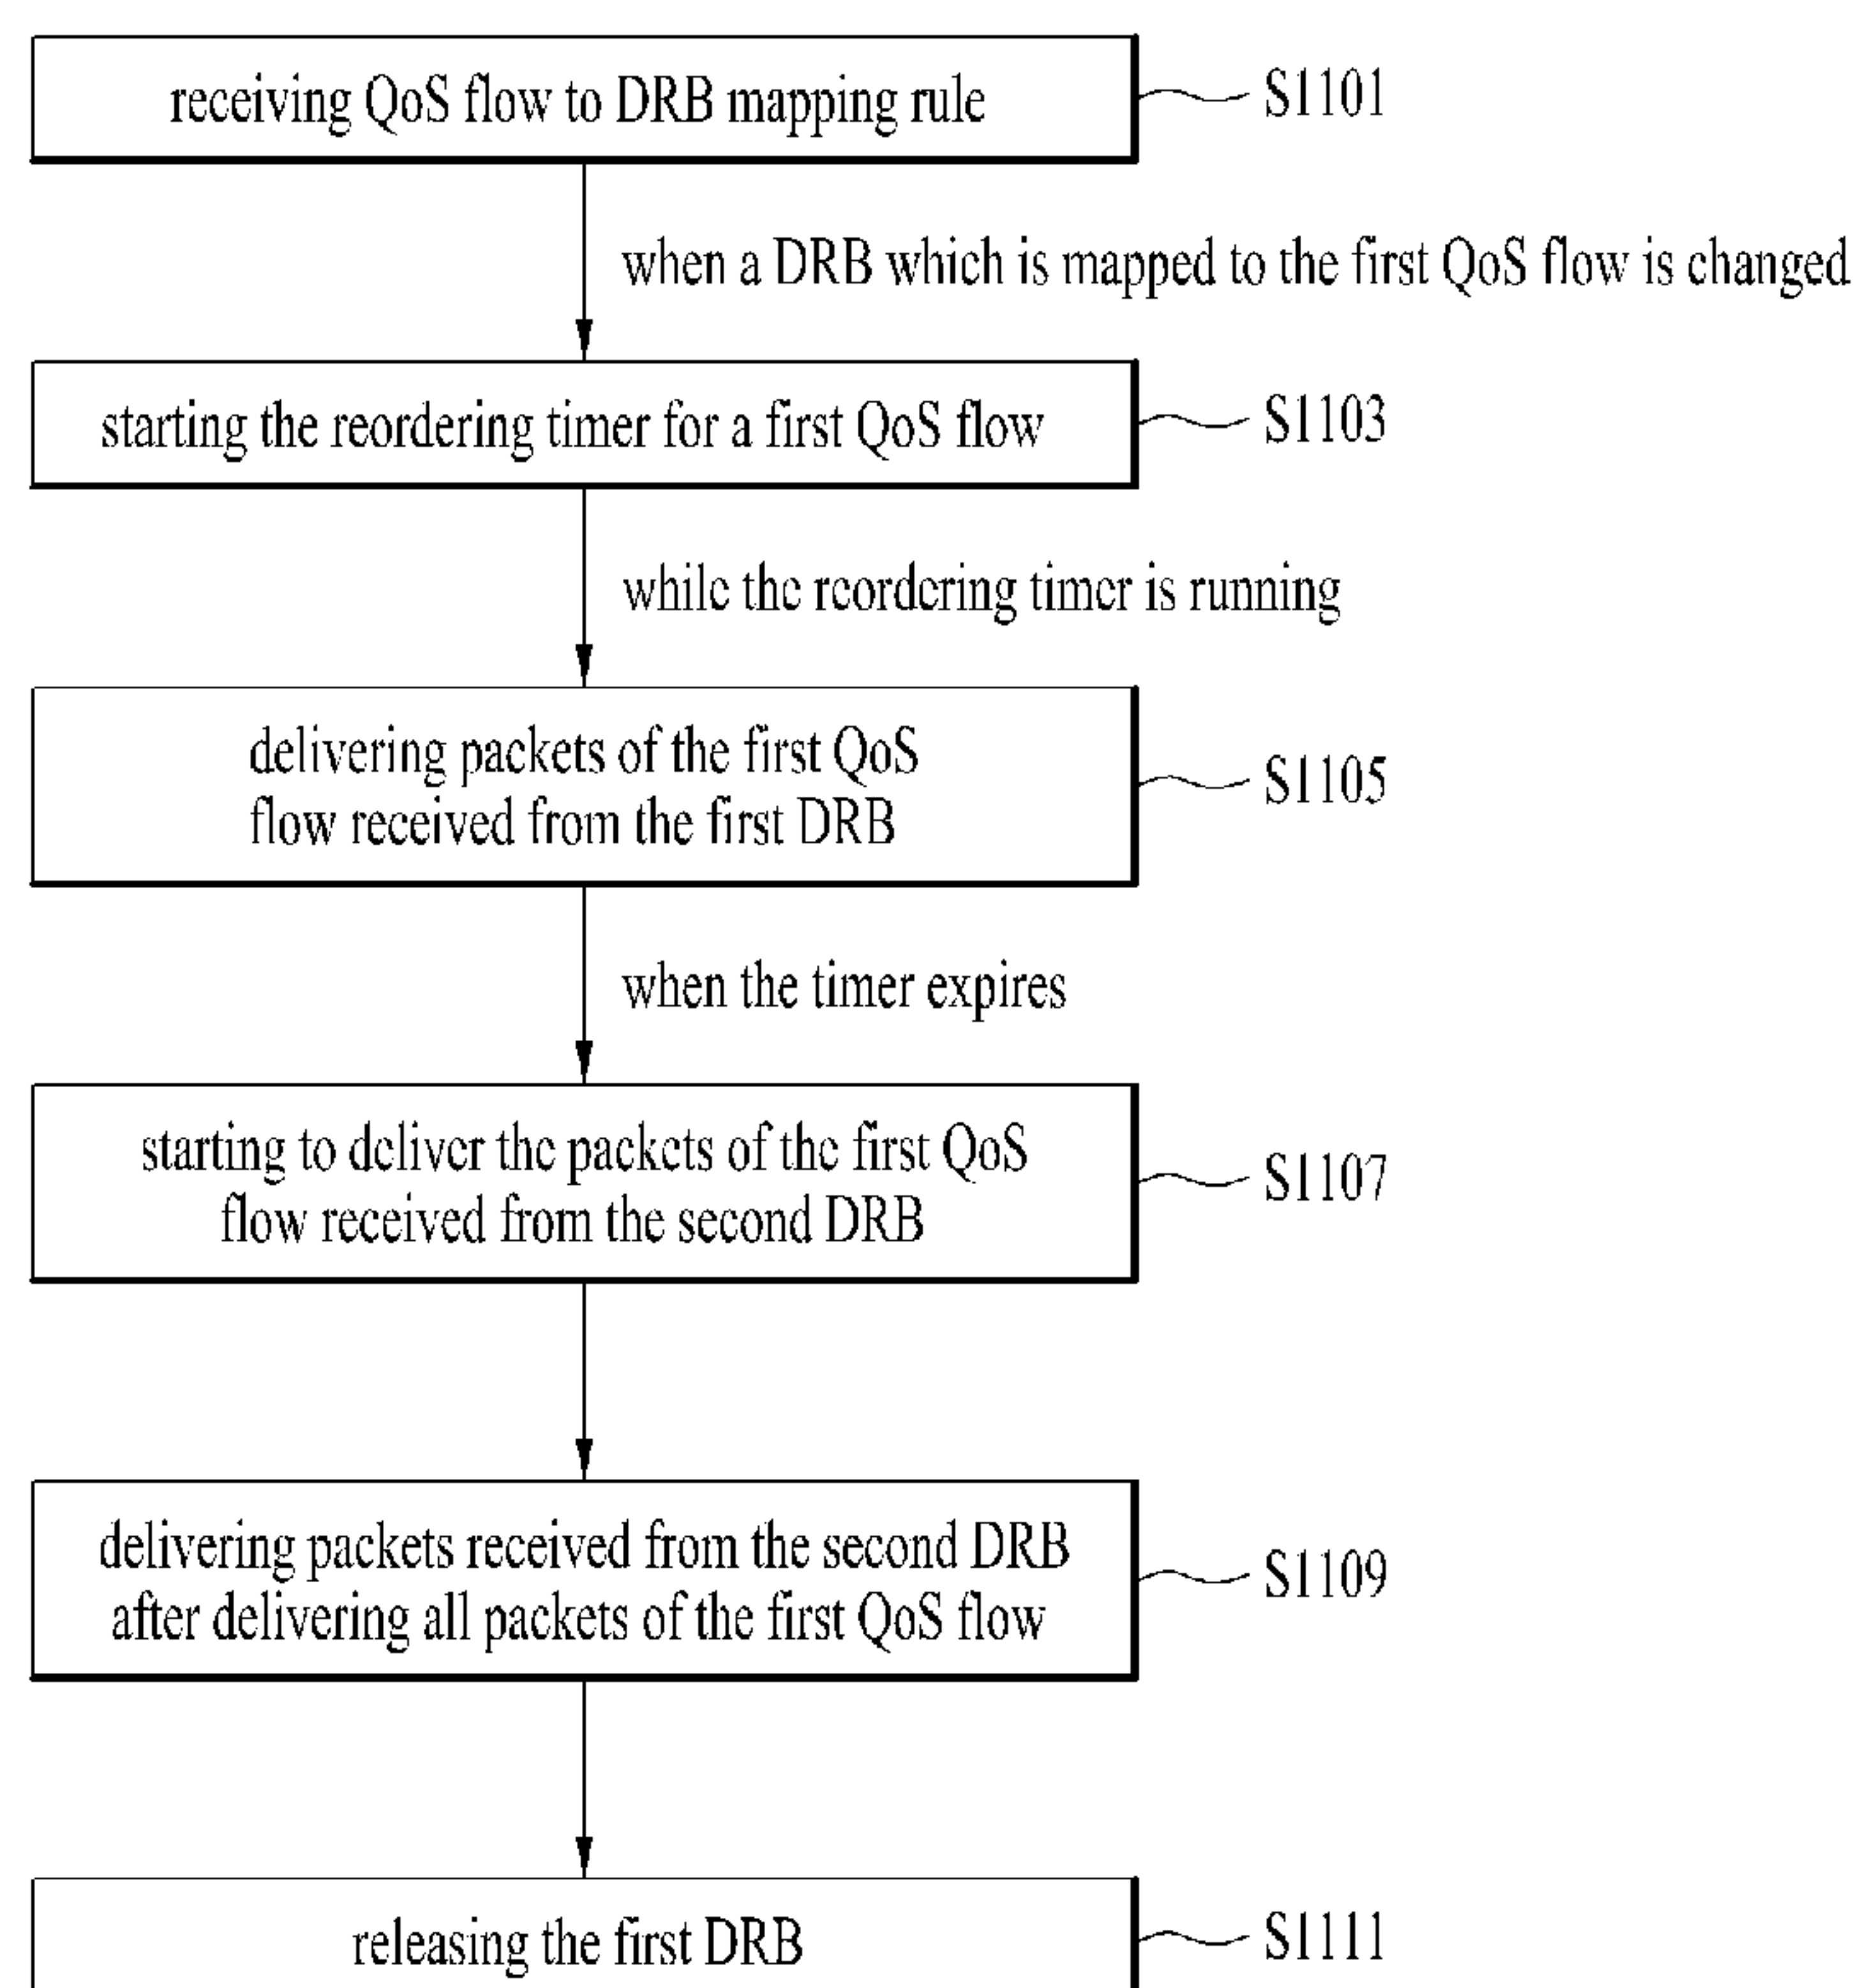 receiving QoS flow to DRB mapping rule
S1101
when a DRB which is mapped to the first QoS flow is changed
starting the reordering timer for a first QoS flow
S1103
while the reordering timer is running
delivering packets of the first QoS
flow received from the first DRB
S1105
when the timer expires
starting to deliver the packets of the first QoS
flow received from the second DRB
S1107
delivering packets received from the second DRB
after delivering all packets of the first QoS flow
S1109
releasing the first DRB
S1111